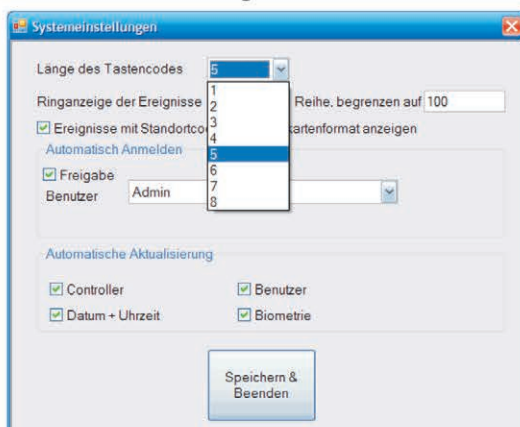 Systemeinstellungen
Länge des Tastencodes 5
1
2
3
4
5
6
7
8
Ringanzeige der Ereignisse Reihe. begrenzen auf 100
Ereignisse mit Standortco kartenformat anzeigen
Automatisch Anmelden
Freigabe
Benutzer Admin
Automatische Aktualisierung
Controller Benutzer
Datum + Uhrzeit Biometrie
Speichern &
Beenden